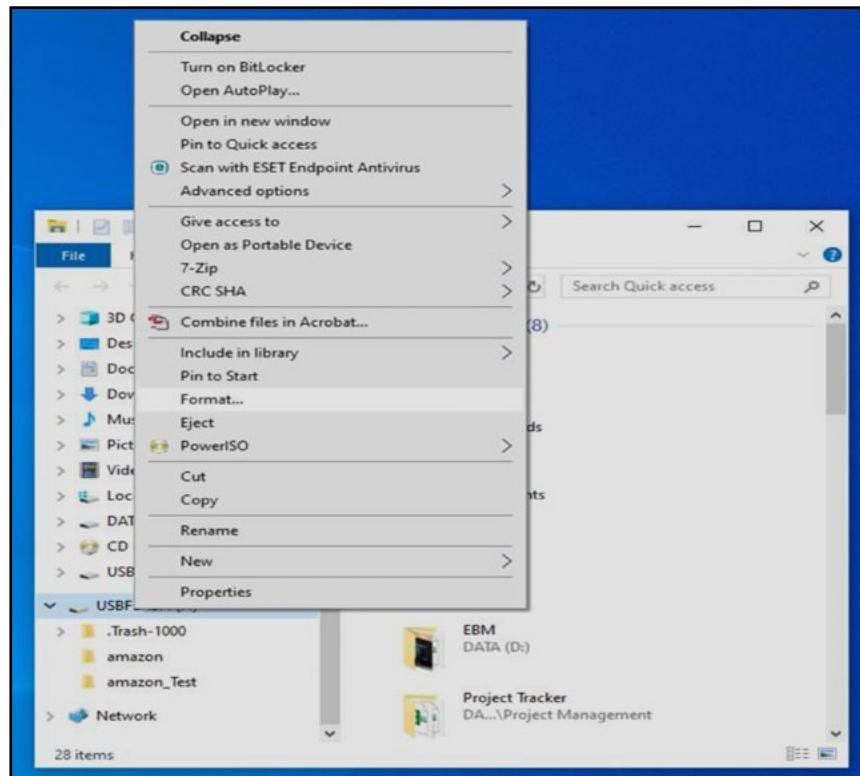 Collapse
Turn on BitLocker
Open AutoPlay...
Open in new window
Pin to Quick access
Scan with ESET Endpoint Antivirus
Advanced options
Give access to
Open as Portable Device
7-Zip
CRC SHA
Combine files in Acrobat...
Include in library
Pin to Start
Format...
Eject
PowerISO
Cut
Copy
Rename
New
Properties
File
Search Quick access
(8)
3D
Des
Doc
Dov
Mus
Pict
Vide
Loc
DAT
CD
USB
ds
nts
USBF
.Trash-1000
amazon
amazon_Test
Network
EBM
DATA (D:)
Project Tracker
DA...\Project Management
28 items